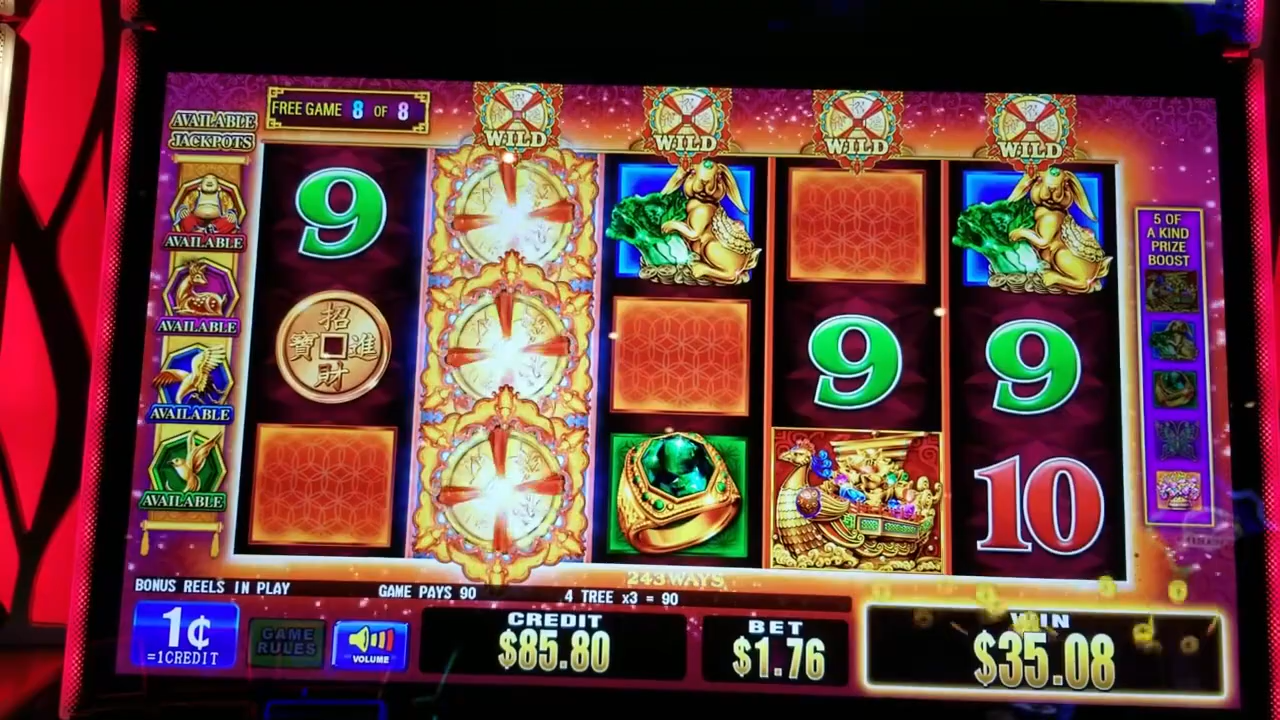 FREE GAME 8 OF 8
AVAILABLE
JACKPOTS
WILD
WILD
WILD
WILD
AVAILABLE
AVAILABLE
AVAILABLE
AVAILABLE
9
招
寶 進
財
9
9
10
5 OF
A KIND
PRIZE
BOOST
243 WAYS
BONUS REELS IN PLAY
GAME PAYS 90
4 TREE x3 = 90
1¢
=1CREDIT
GAME
RULES
VOLUME
CREDIT
$85.80
BET
$1.76
WIN
$35.08